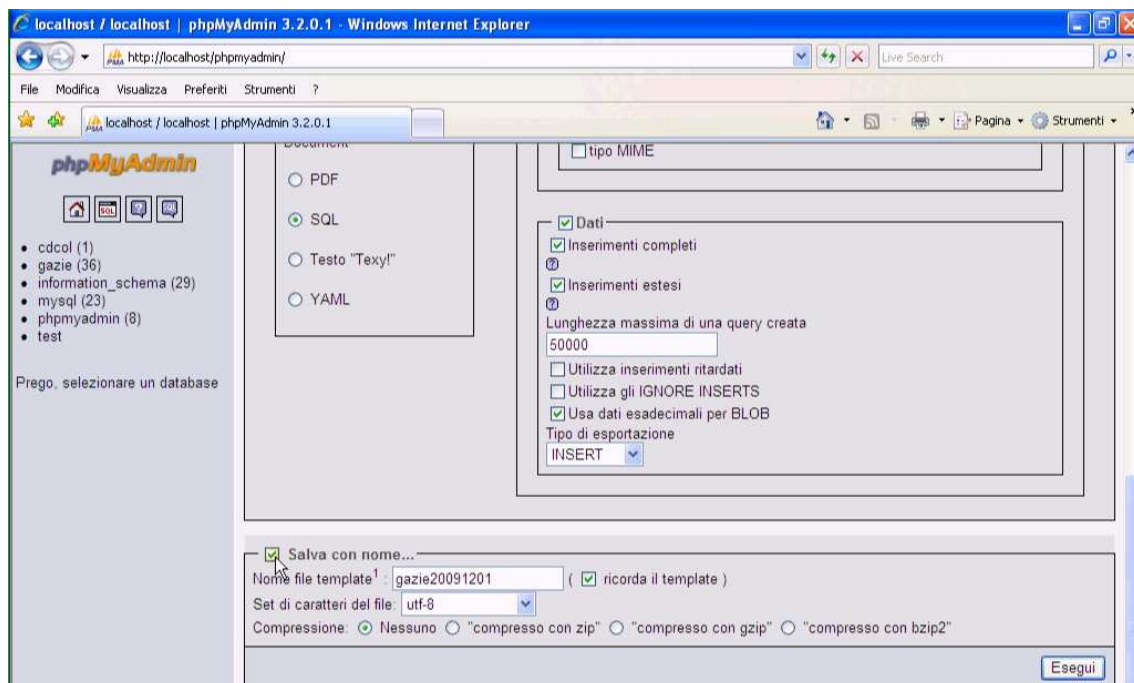 localhost / localhost | phpMyAdmin 3.2.0.1 - Windows Internet Explorer
http://localhost/phpmyadmin/
Live Search
File Modifica Visualizza Preferiti Strumenti ?
localhost / localhost | phpMyAdmin 3.2.0.1
Pagina Strumenti
phpMyAdmin
SQL
cdcol (1)
gazie (36)
information_schema (29)
mysql (23)
phpmyadmin (8)
test
Prego, selezionare un database
Document
PDF
SQL
Testo "Texy!"
YAML
tipo MIME
Dati
Inserimenti completi
Inserimenti estesi
Lunghezza massima di una query creata
50000
Utilizza inserimenti ritardati
Utilizza gli IGNORE INSERTS
Usa dati esadecimali per BLOB
Tipo di esportazione
INSERT
Salva con nome...
Nome file template1 : gazie20091201 ( ricorda il template )
Set di caratteri del file: utf-8
Compressione: Nessuno "compresso con zip" "compresso con gzip" "compresso con bzip2"
Esegui